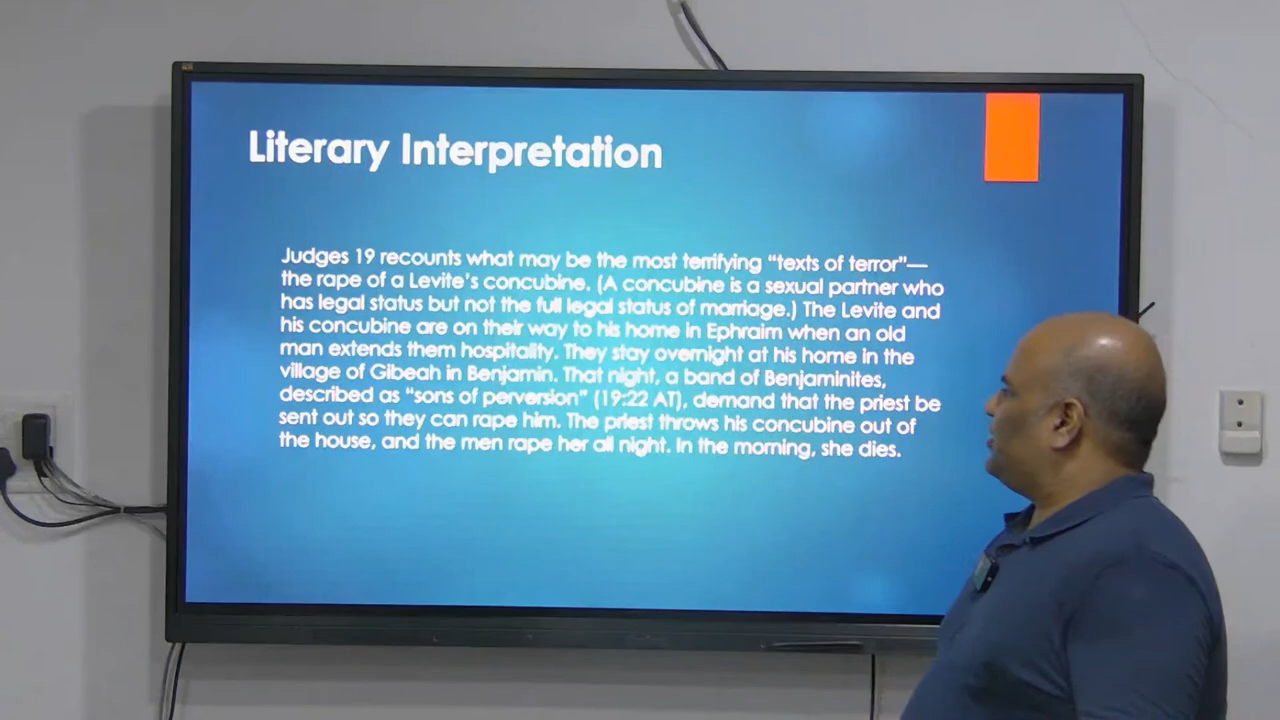 Literary Interpretation
Judges 19 recounts what may be the most terrifying “texts of terror”—
the rape of a Levite’s concubine. (A concubine is a sexual partner who
has legal status but not the full legal status of marriage.) The Levite and
his concubine are on their way to his home in Ephraim when an old
man extends them hospitality. They stay overnight at his home in the
village of Gibeah in Benjamin. That night, a band of Benjaminites,
described as “sons of perversion” (19:22 AT), demand that the priest be
sent out so they can rape him. The priest throws his concubine out of
the house, and the men rape her all night. In the morning, she dies.